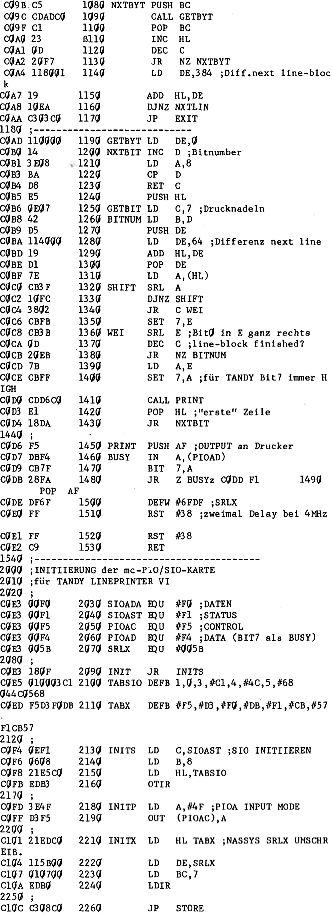 C09B C5 1080 NXTBYT PUSH BC
C09C CDADC0 1090 CALL GETBYT
C09F C1 1100 POP BC
C0A0 23 1110 INC HL
C0A1 0D 1120 DEC C
C0A2 20F7 1130 JR NZ NXTBYT
C0A4 118001 1140 LD DE,384 ;Diff.next line-bloc
k
C0A7 19 1150 ADD HL,DE
C0A8 10EA 1160 DJNZ NXTLIN
C0AA C303C0 1170 JP EXIT
1180 ;---------------------------
C0AD 110000 1190 GETBYT LD DE,0
C0B0 14 1200 NXTBIT INC D ;Bitnumber
C0B1 3E08 1210 LD A,8
C0B3 BA 1220 CP D
C0B4 D8 1230 RET C
C0B5 E5 1240 PUSH HL
C0B6 0E07 1250 GETBIT LD C,7 ;Drucknadeln
C0B8 42 1260 BITNUM LD B,D
C0B9 D5 1270 PUSH DE
C0BA 114000 1280 LD DE,64 ;Differenz next line
C0BD 19 1290 ADD HL,DE
C0BE D1 1300 POP DE
C0BF 7E 1310 LD A,(HL)
C0C0 CB3F 1320 SHIFT SRL A
C0C2 10FC 1330 DJNZ SHIFT
C0C4 3802 1340 JR C WEI
C0C6 CBFB 1350 SET 7,E
C0C8 CB3B 1360 WEI SRL E ;Bit0 in E ganz rechts
C0CA 0D 1370 DEC C ;line-block finished?
C0CB 20EB 1380 JR NZ BITNUM
C0CD 7B 1390 LD A,E
C0CE CBFF 1400 SET 7,A ;für TANDY Bit7 immer H
IGH
C0D0 CDD6C0 1410 CALL PRINT
C0D3 E1 1420 POP HL ;"erste" Zeile
C0D4 18DA 1430 JR NXTBIT
1440 ;
C0D6 F5 1450 PRINT PUSH AF ;OUTPUT an Drucker
C0D7 DBF4 1460 BUSY IN A,(PIOAD)
C0D9 CB7F 1470 BIT 7,A
C0DB 28FA 1480 JR Z BUSYz C0DD F1 1490
POP AF
C0DE DF6F 1500 DEFW #6FDF ;SRLX
C0E0 FF 1510 RST #38 ;zweimal Delay bei 4MHz
C0E1 FF 1520 RST #38
C0E2 C9 1530 RET
1540 ;---------------------------
2000 ;INITIIERUNG der mc-PIO/SIO-KARTE
2010 ;für TANDY LINEPRINTER VI
2020 ;
C0E3 00F0 2030 SIOADA EQU #F0 ;DATEN
C0E3 00F1 2040 SIOAST EQU #F1 ;STATUS
C0E3 00F5 2050 PIOAC EQU #F5 ;CONTROL
C0E3 00F4 2060 PIOAD EQU #F4 ;DATA (BIT7 als BUSY)
C0E3 005B 2070 SRLX EQU #005B
2080 ;
C0E3 180F 2090 INIT JR INITS
C0E5 010003C1 2100 TABSIO DEFB 1,0,3,#C1,4,#4C,5,#68
044C0568
C0ED F5D3F0DB 2110 TABX DEFB #F5,#D3,#F0,#DB,#F1,#CB,#57
F1CB57
2120 ;
C0F4 0EF1 2130 INITS LD C,SIOAST ;SIO INITIIEREN
C0F6 0608 2140 LD B,8
C0F8 21E5C0 2150 LD HL,TABSIO
C0FB EDB3 2160 OTIR
2170 ;
C0FD 3E4F 2180 INITP LD A,#4F ;PIOA INPUT MODE
C0FF D3F5 2190 OUT (PIOAC),A
2200 ;
C101 21EDC0 2210 INITX LD HL TABX ;NASSYS SRLX UMSCHR
EIB.
C104 115B00 2220 LD DE,SRLX
C107 010700 2230 LD BC,7
C10A EDB0 2240 LDIR
2250 ;
C10C C308C0 2260 JP STORE